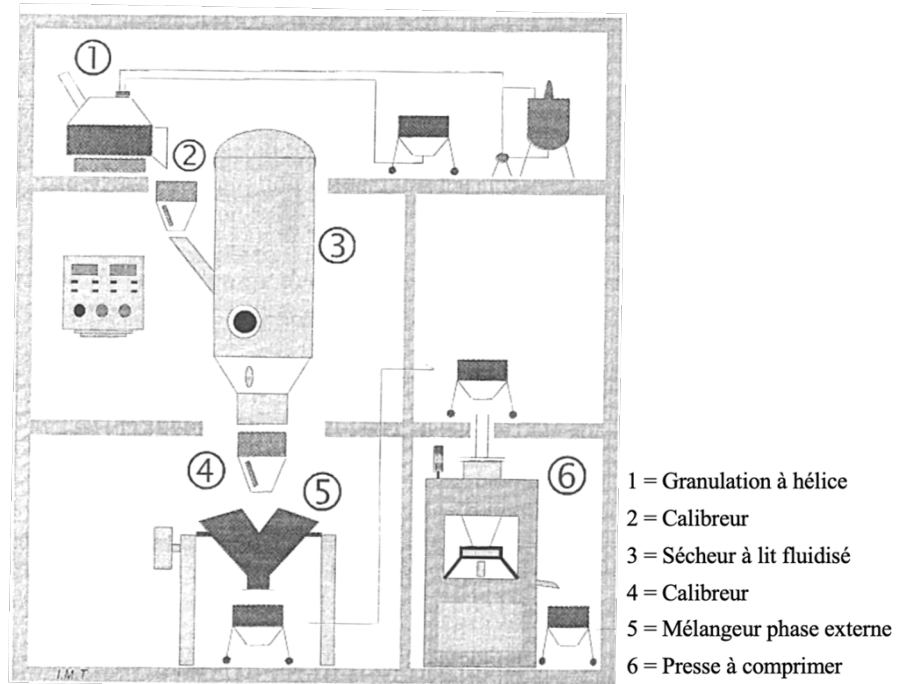 ①
②
③
④
⑤
⑥
1 = Granulation à hélice
2 = Calibreur
3 = Sécheur à lit fluidisé
4 = Calibreur
5 = Mélangeur phase externe
6 = Presse à comprimer
I.M.T.